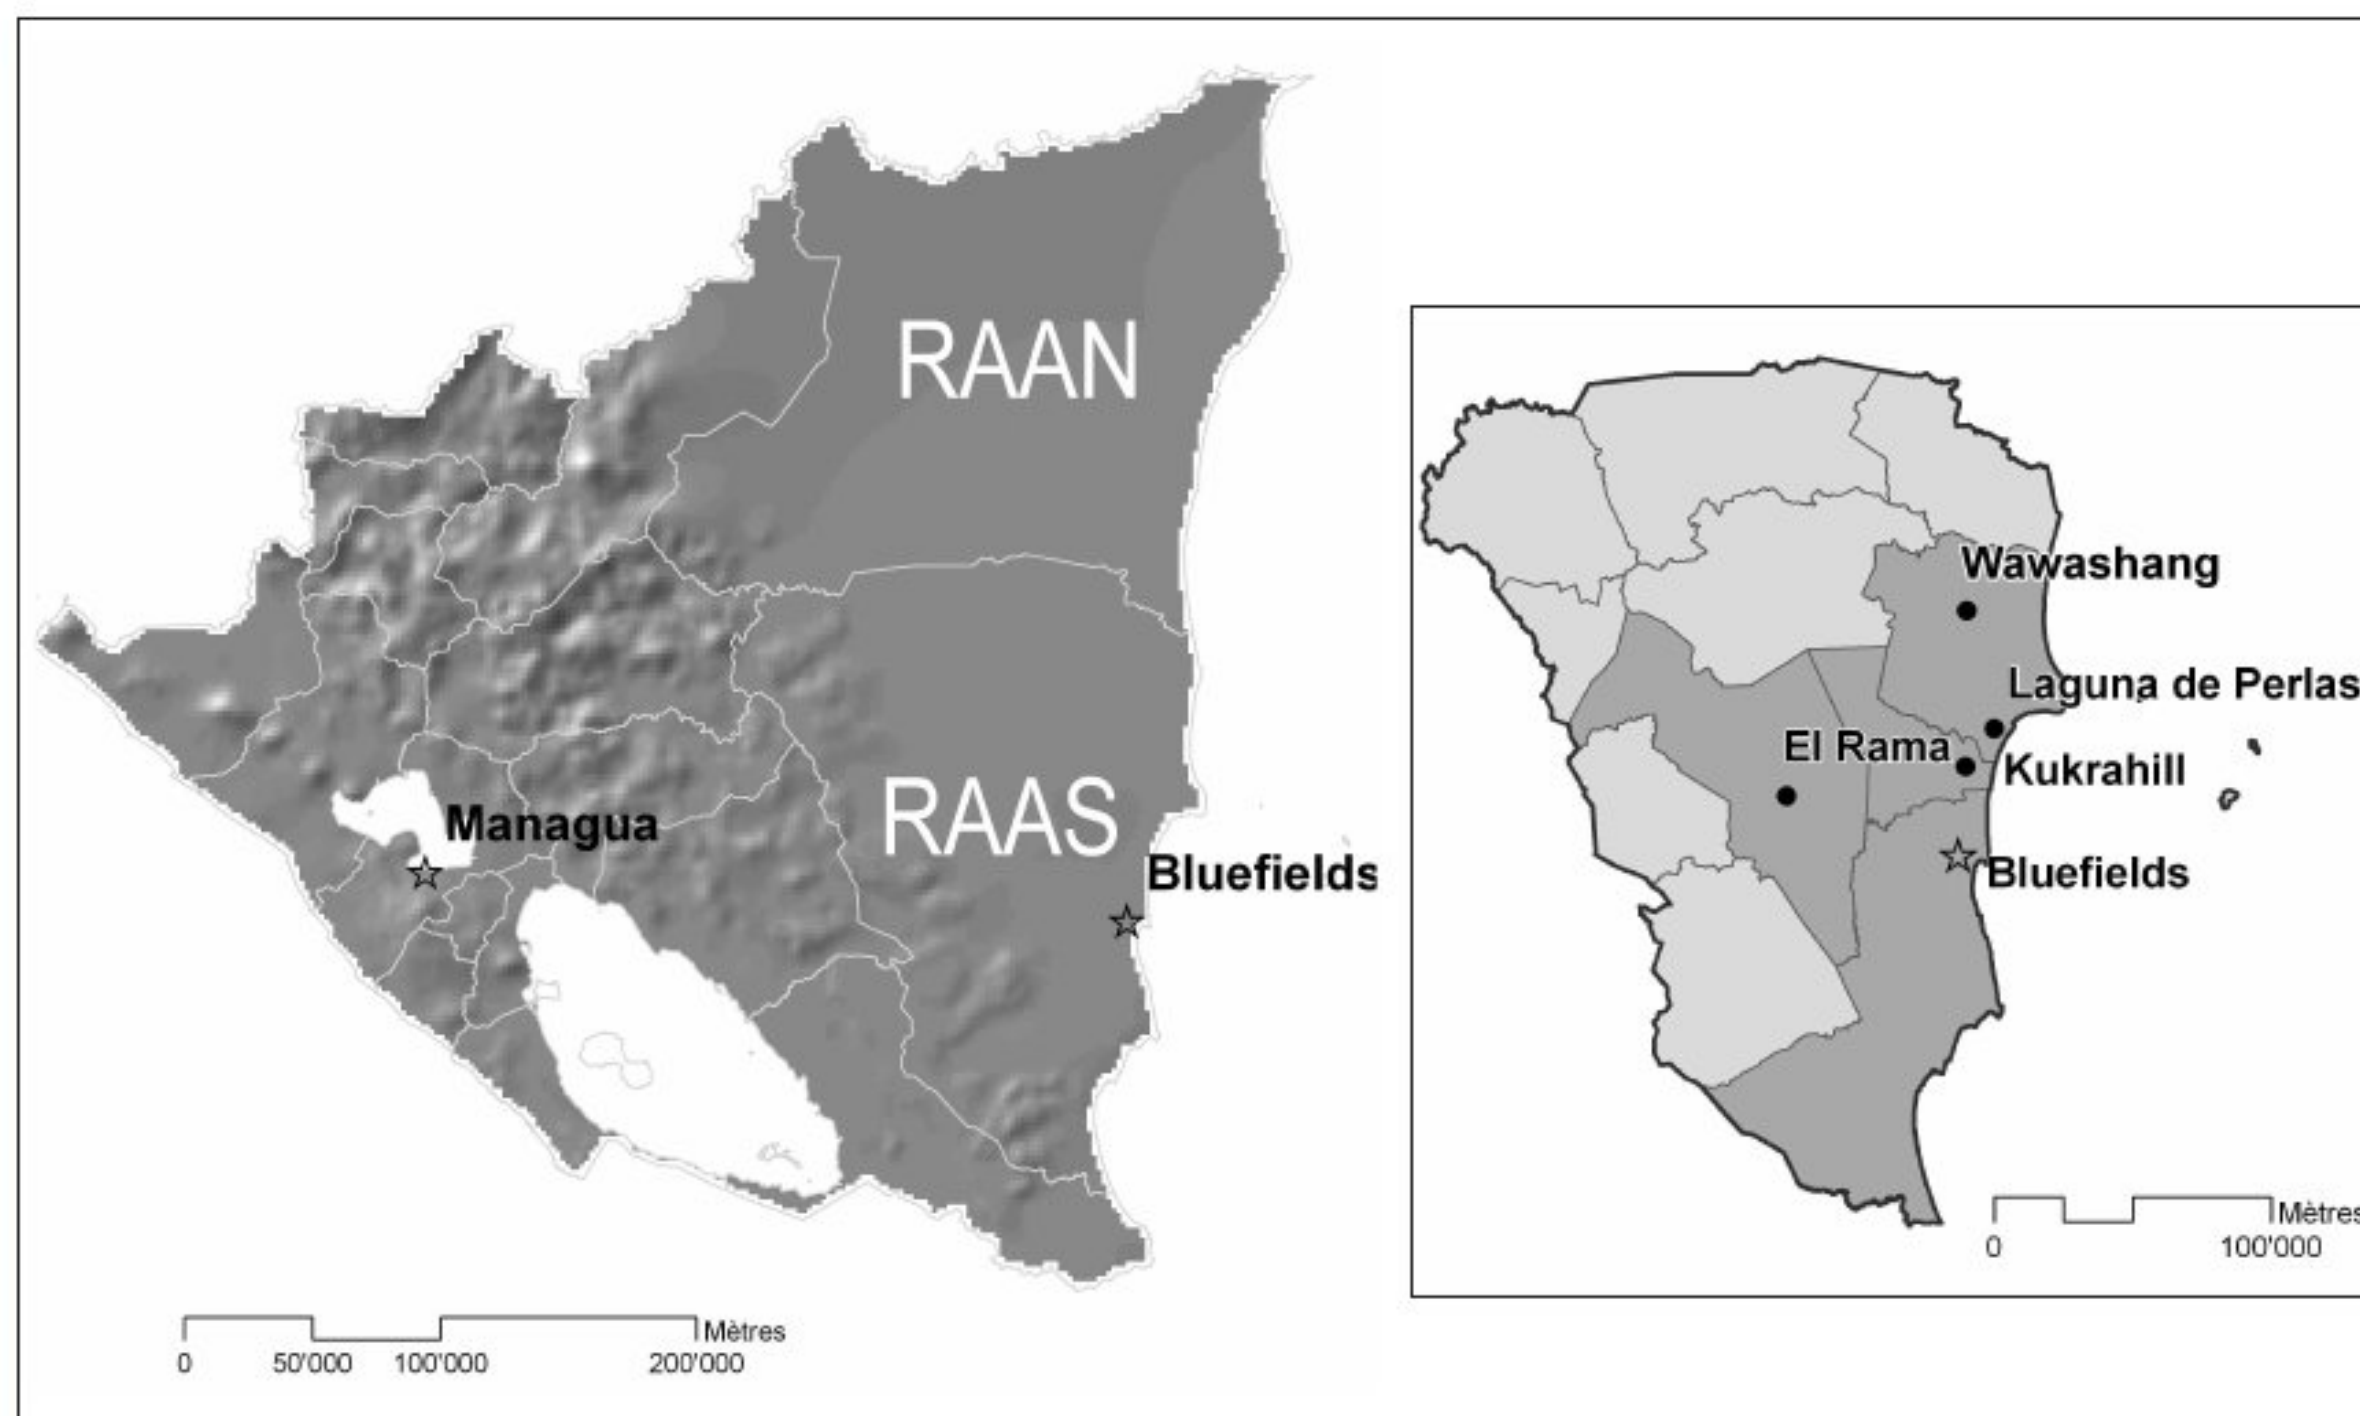 RAAN
RAAS
Managua
Bluefields
Mètres
0 50'000 100'000 200'000
Wawashang
Laguna de Perlas
El Rama
Kukrahill
Bluefields
Mètres
0 100'000